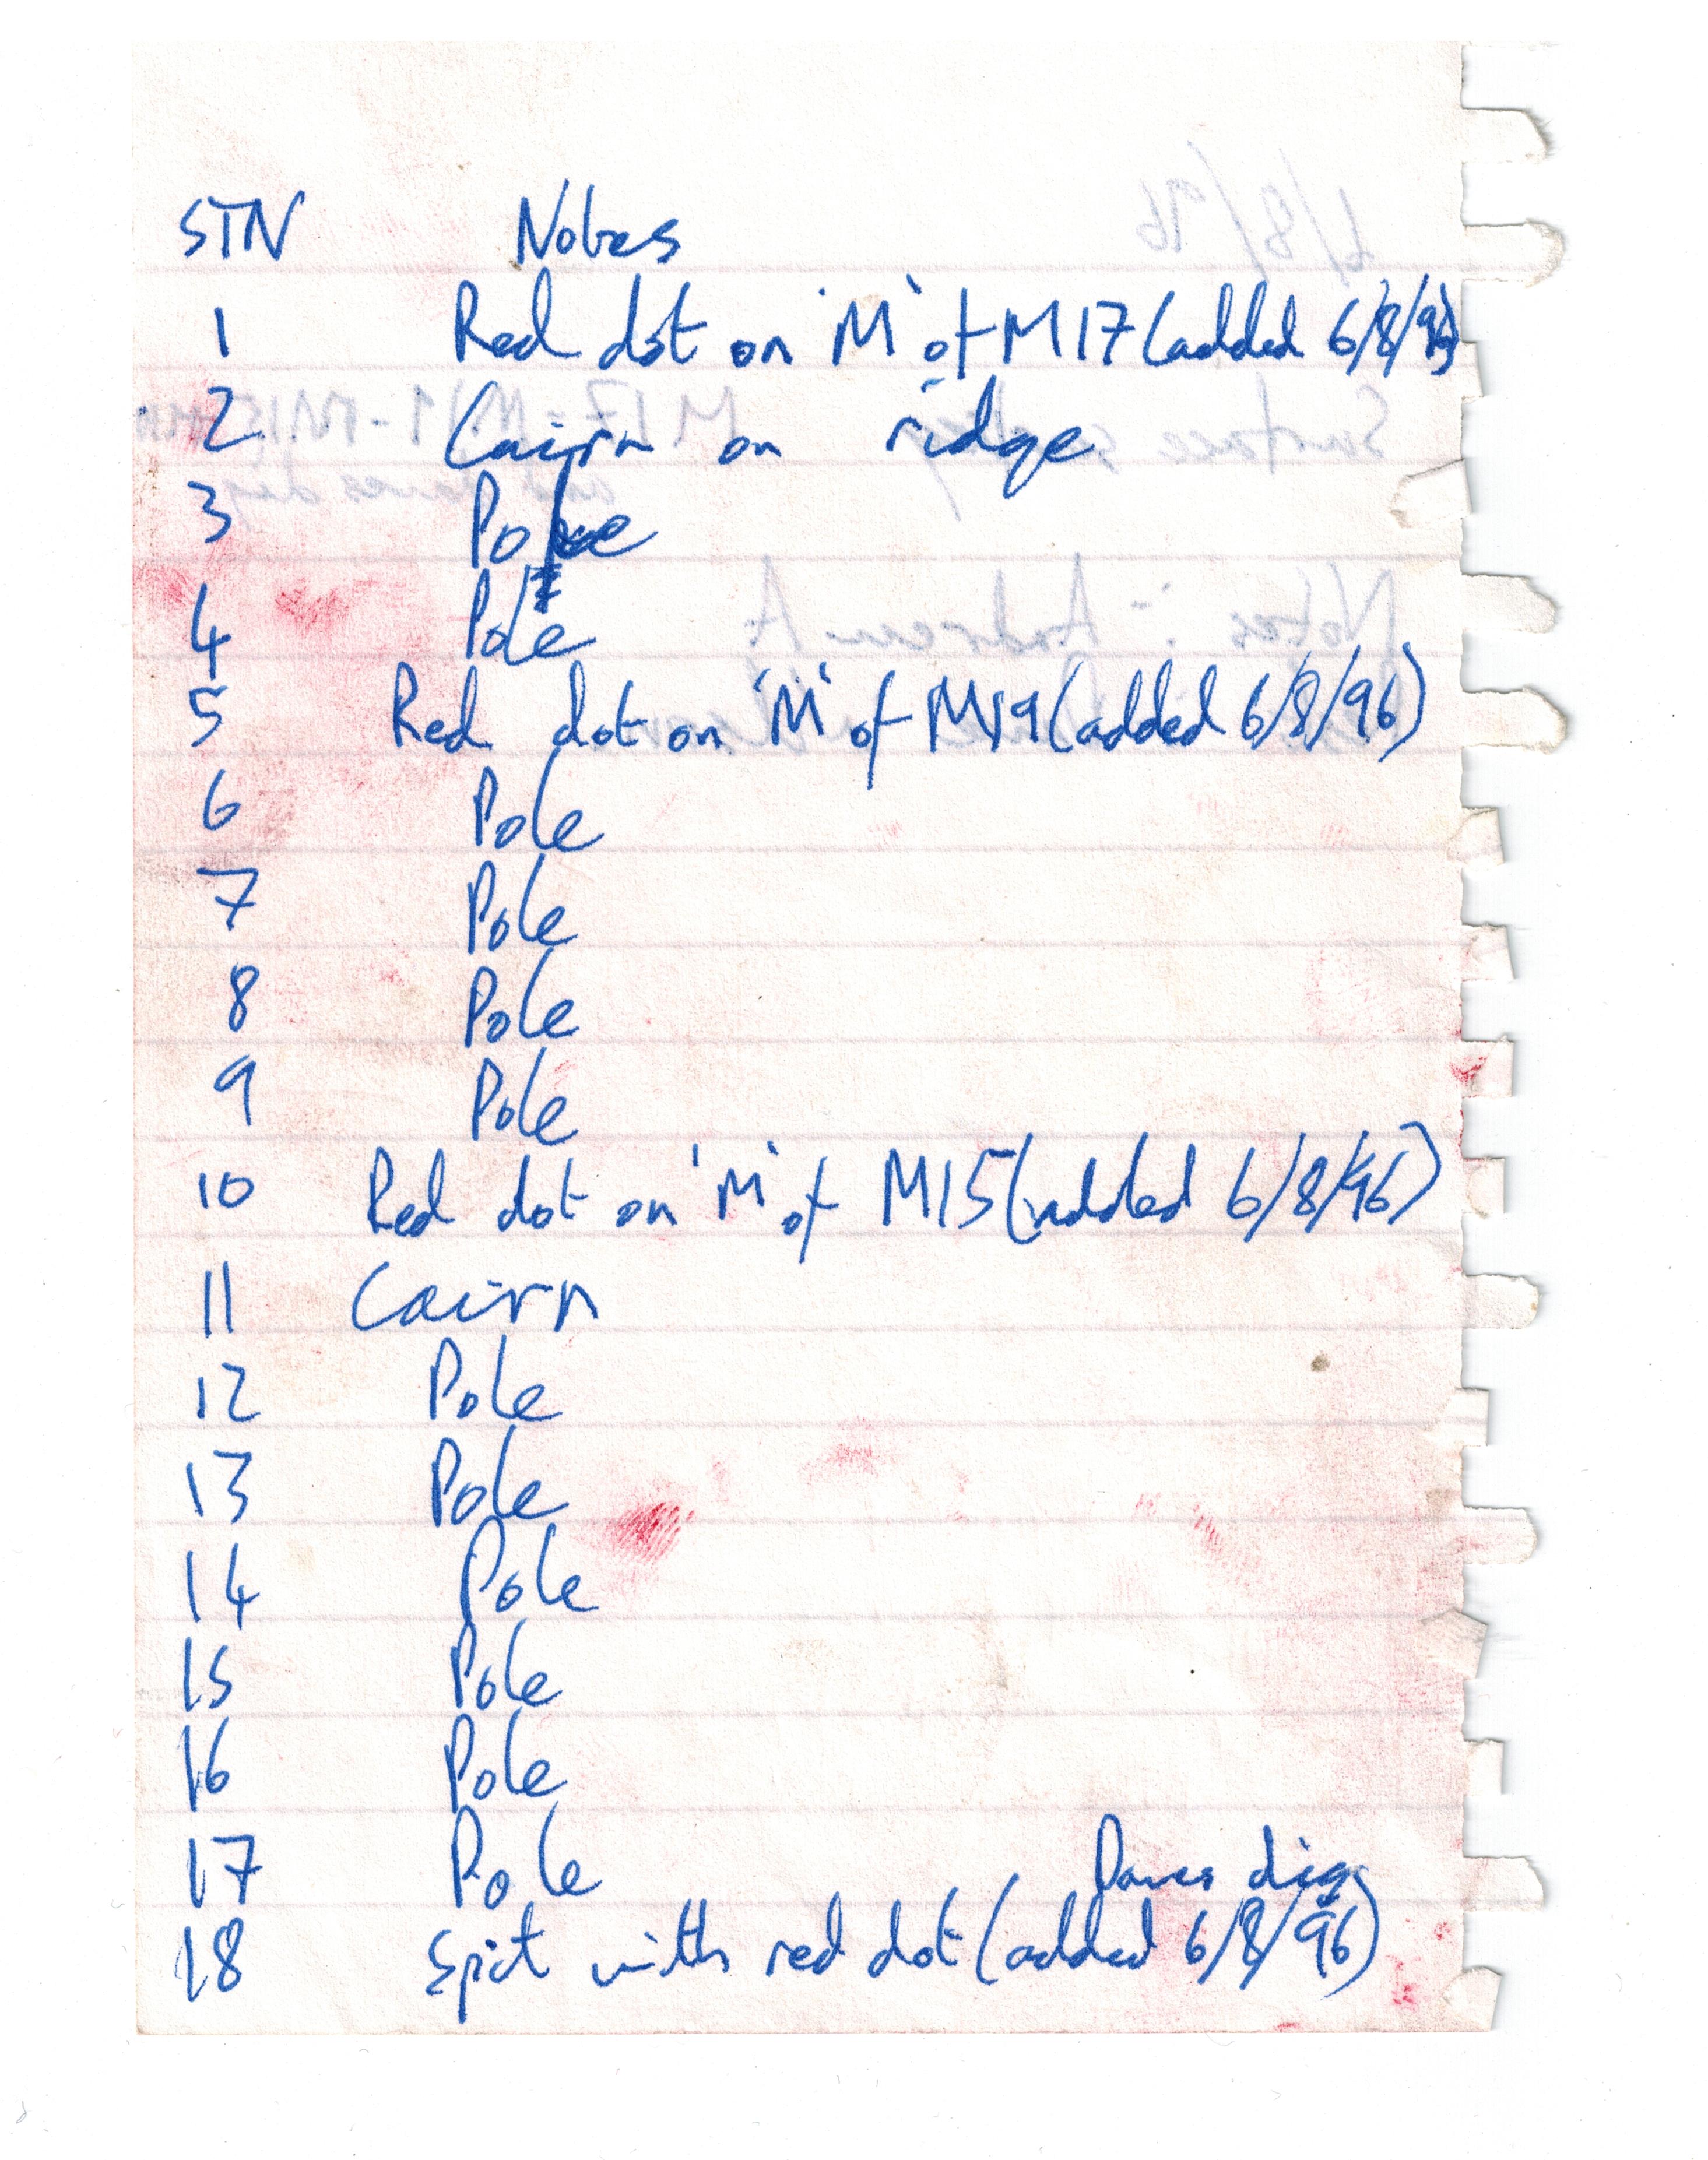 STN Notes
1 Red dot on 'M' of M17 (added 6/8/96)
2 Cairn on ridge
3 Pole
4 Pole
5 Red dot on 'M' of M19 (added 6/8/96)
6 Pole
7 Pole
8 Pole
9 Pole
10 Red dot on 'M' of M15 (added 6/8/96)
11 Cairn
12 Pole
13 Pole
14 Pole
15 Pole
16 Pole
17 Pole Daves dig
18 Spit with red dot (added 6/8/96)